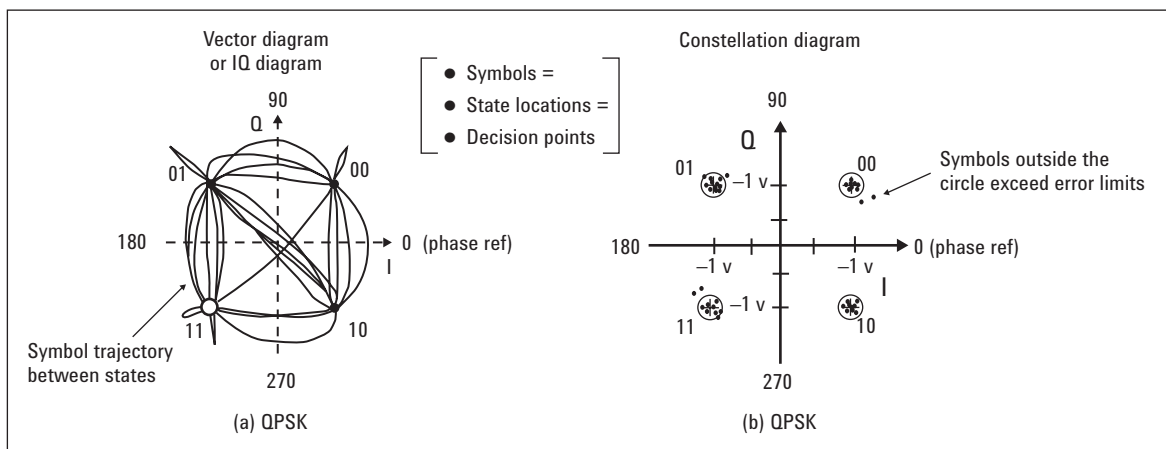 Vector diagram
or IQ diagram
90
Q
01
00
180
0 (phase ref)
I
11
10
Symbol trajectory
between states
270
(a) QPSK
Symbols =
State locations =
Decision points
Constellation diagram
90
Q
01
–1 v
00
Symbols outside the
circle exceed error limits
180
0 (phase ref)
–1 v
–1 v
I
–1 v
11
10
270
(b) QPSK